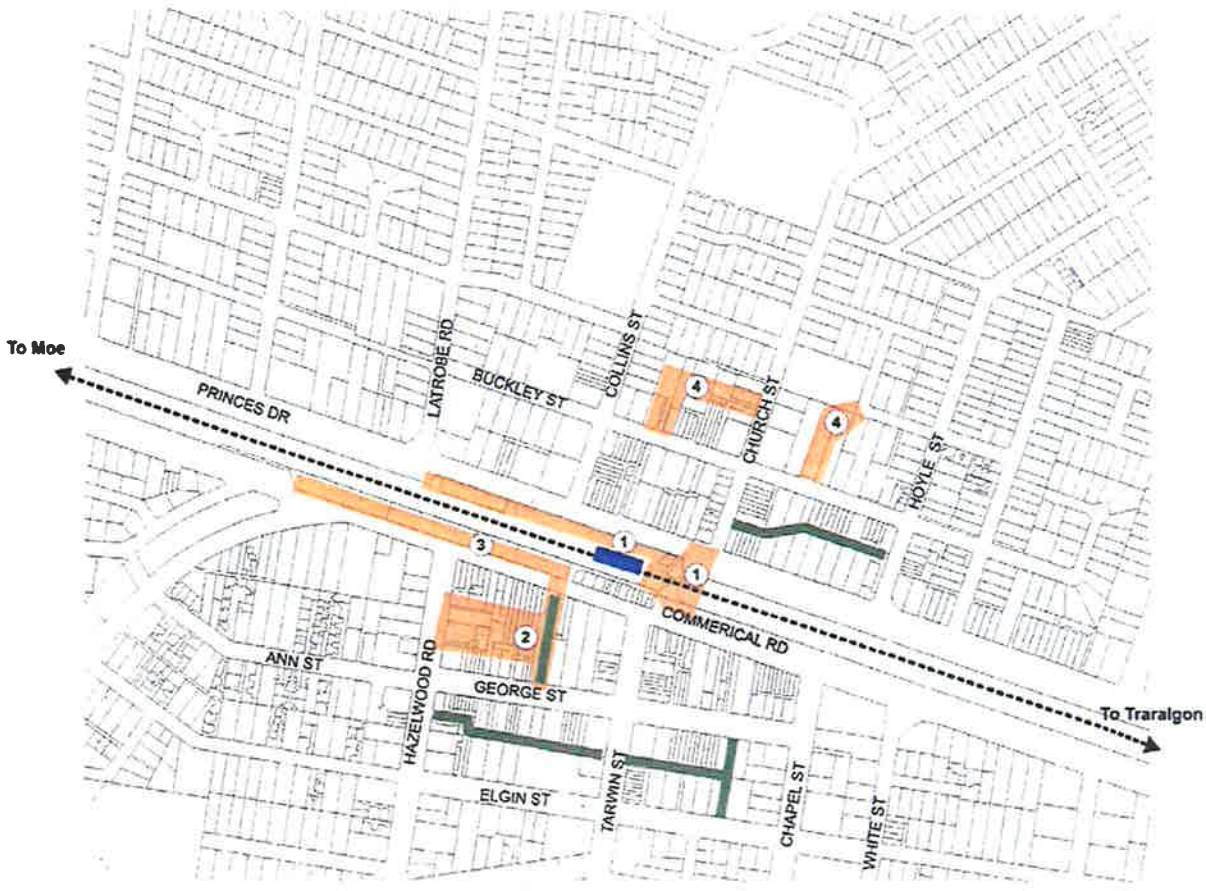 To Moe
PRINCES DR
LATROBE RD
BUCKLEY ST
COLLINS ST
CHURCH ST
HOYLE ST
4
4
1
3
1
2
COMMERICAL RD
ANN ST
HAZELWOOD RD
GEORGE ST
To Traralgon
ELGIN ST
TARWIN ST
CHAPEL ST
WHITE ST